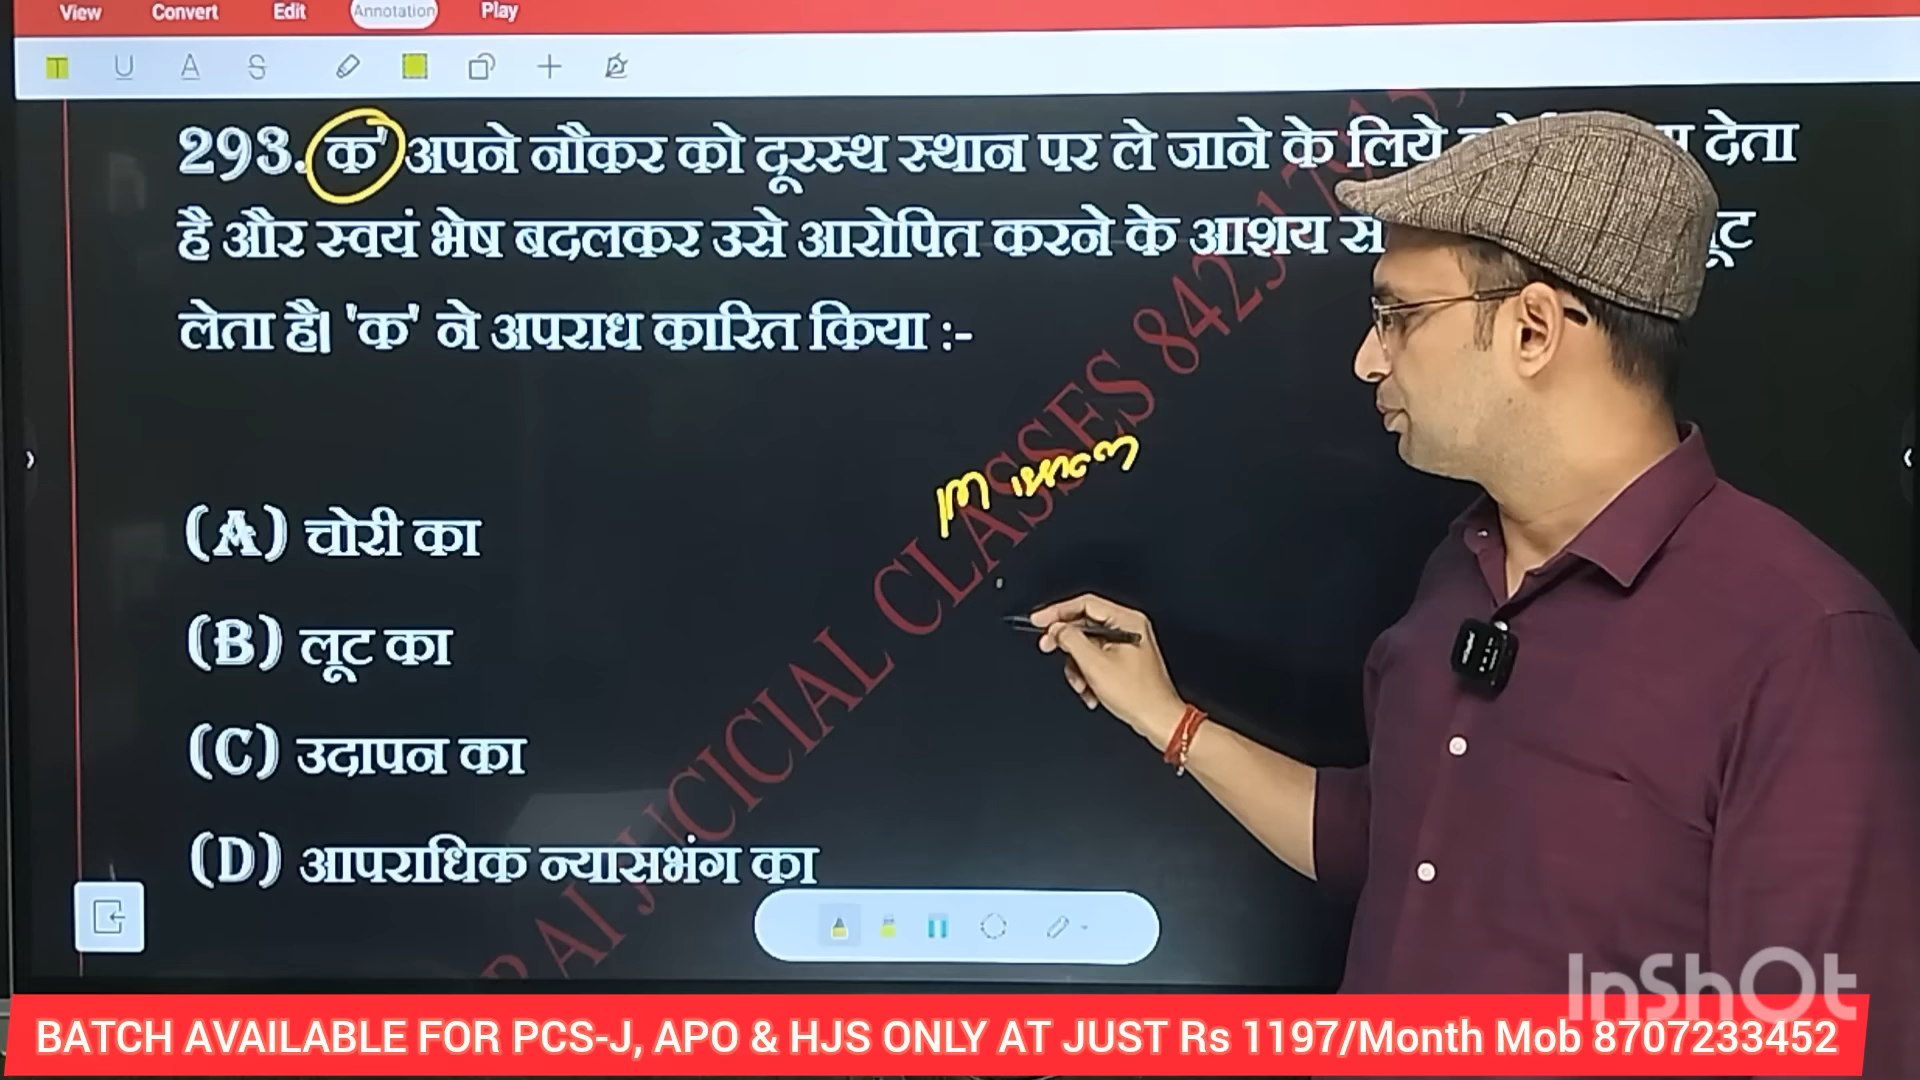 View Convert Edit Annotation Play
T U A S
293. 'क' अपने नौकर को दूरस्थ स्थान पर ले जाने के लिये देता
है और स्वयं भेष बदलकर उसे आरोपित करने के आशय
लेता है। 'क' ने अपराध कारित किया :-
(A) चोरी का
(B) लूट का
(C) उदापन का
(D) आपराधिक न्यासभंग का
RAI JUCICIAL CLASSES
InShOt
BATCH AVAILABLE FOR PCS-J, APO & HJS ONLY AT JUST Rs 1197/Month Mob 8707233452